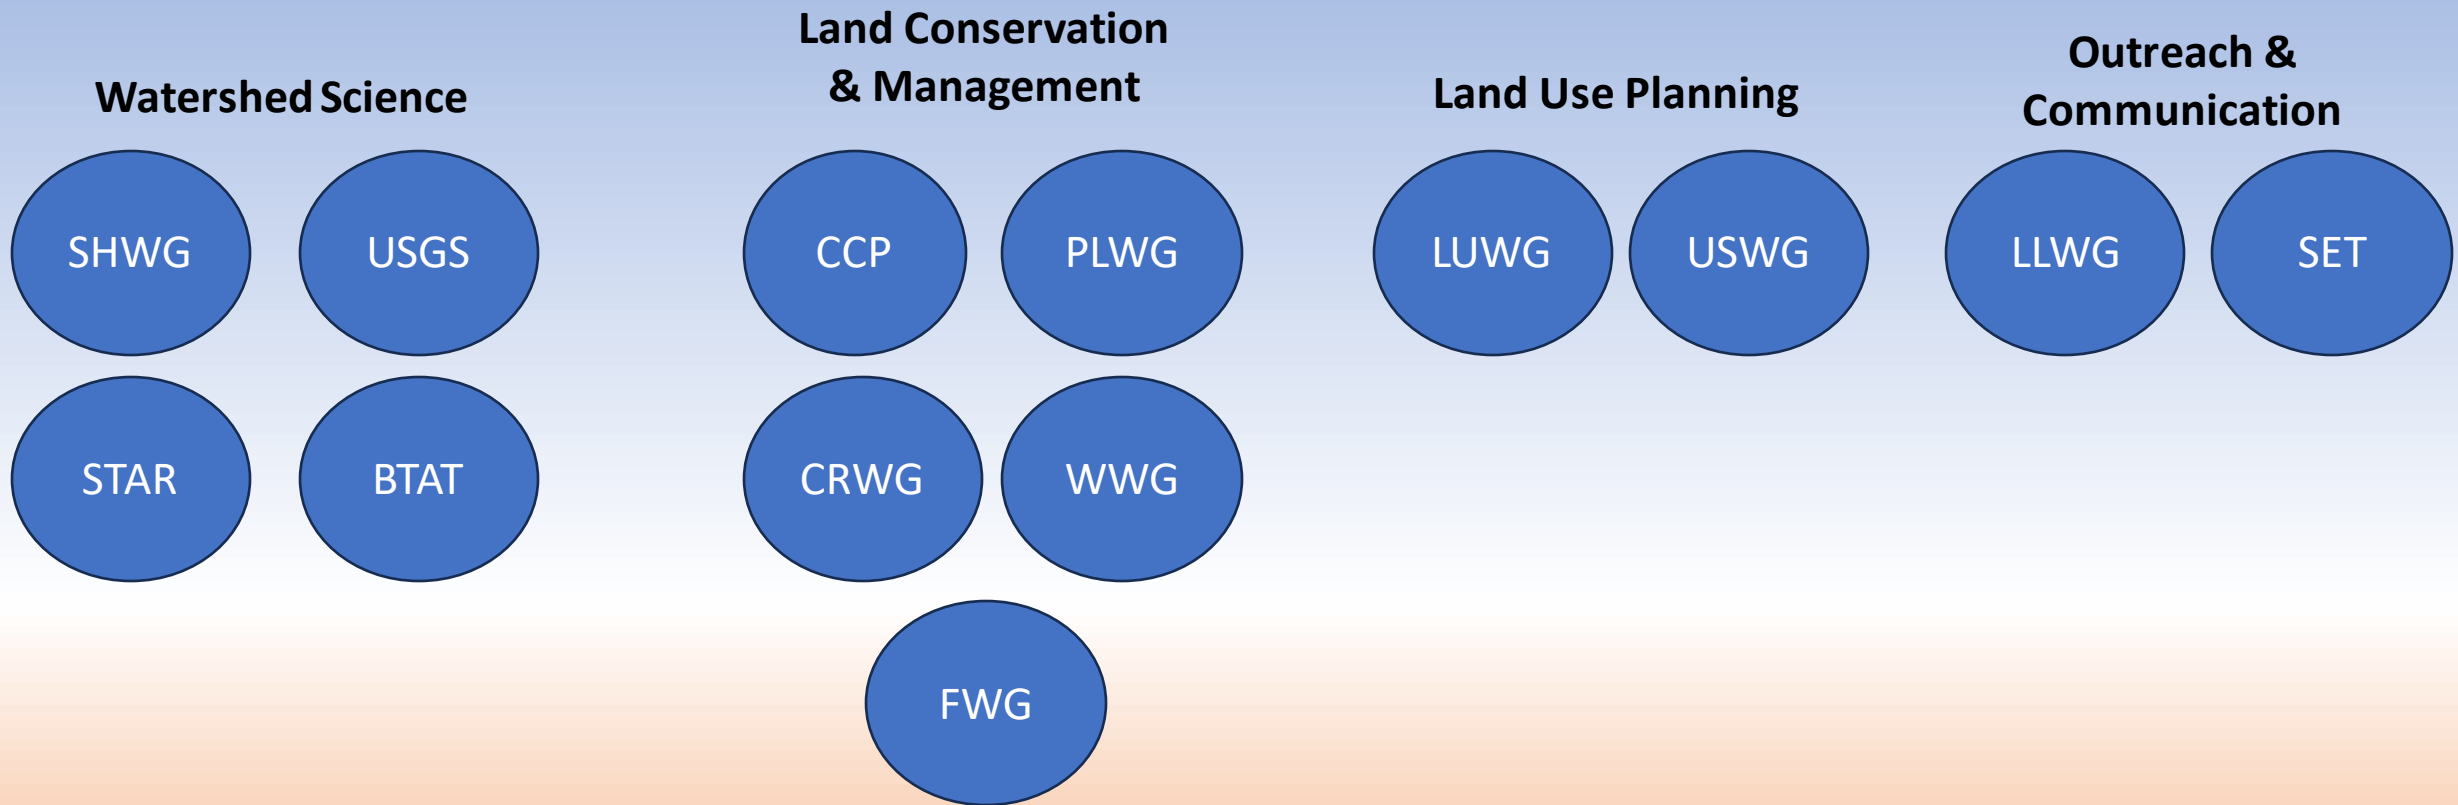 Watershed Science
SHWG
USGS
STAR
BTAT
Land Conservation
& Management
CCP
PLWG
CRWG
WWG
FWG
Land Use Planning
LUWG
USWG
Outreach &
Communication
LLWG
SET